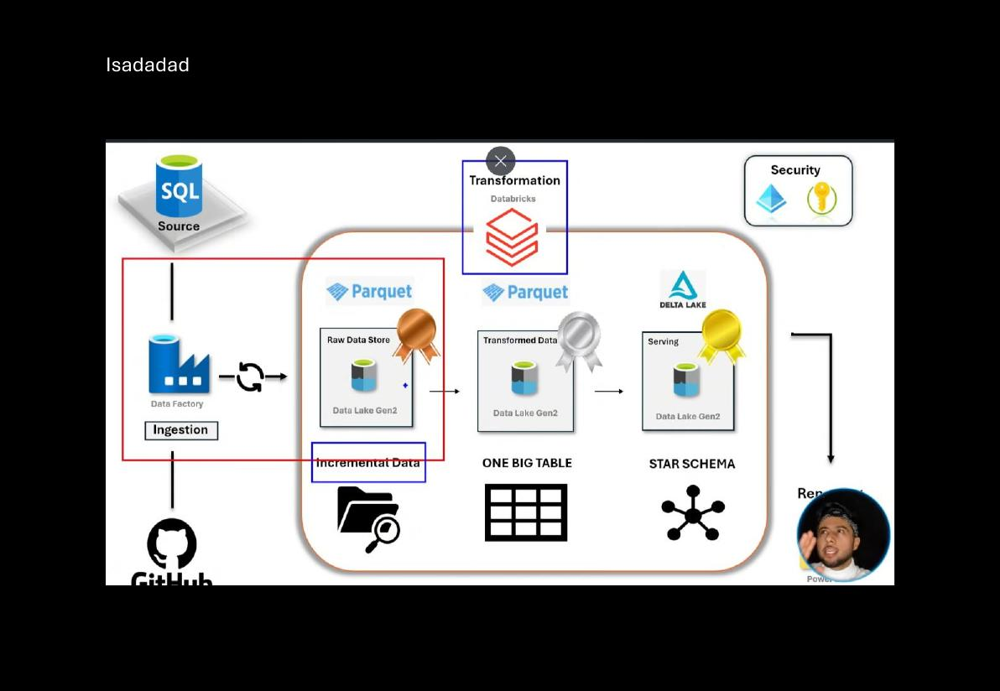 Isadadad
SQL
Source
Transformation
Databricks
Security
Parquet
Parquet
DELTA LAKE
Raw Data Store
Transformed Data
Serving
Data Lake Gen2
Data Lake Gen2
Data Lake Gen2
Data Factory
Ingestion
Incremental Data
ONE BIG TABLE
STAR SCHEMA
GitHub